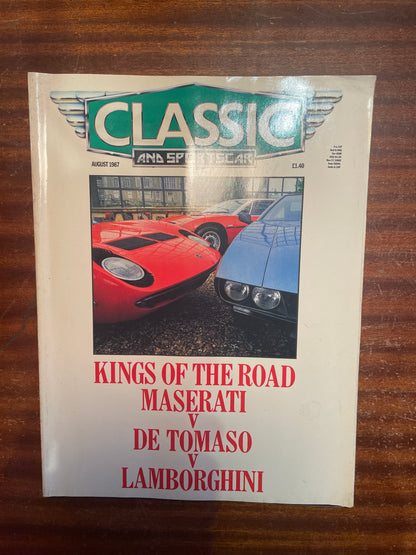 CLASSIC
AND SPORTSCAR
AUGUST 1987
£1.40
KINGS OF THE ROAD
MASERATI
V
DE TOMASO
V
LAMBORGHINI